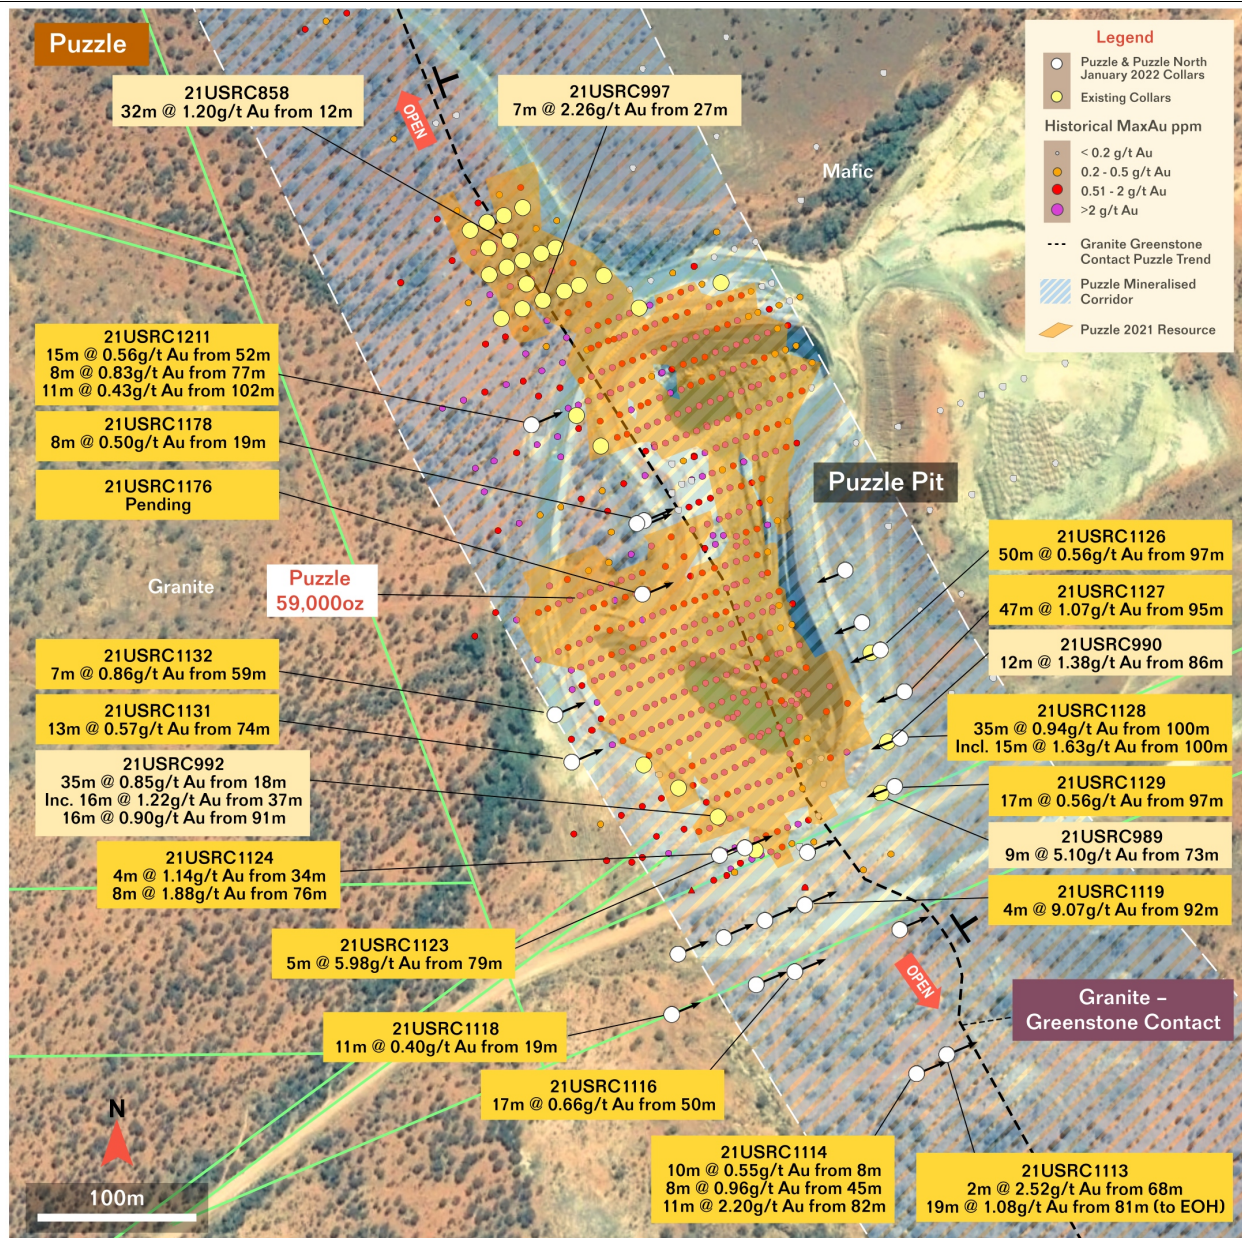 Puzzle
21USRC858
32m @ 1.20g/t Au from 12m
21USRC997
7m @ 2.26g/t Au from 27m
OPEN
Mafic
Legend
Puzzle & Puzzle North
January 2022 Collars
Existing Collars
Historical MaxAu ppm
< 0.2 g/t Au
0.2 - 0.5 g/t Au
0.51 - 2 g/t Au
>2 g/t Au
Granite Greenstone
Contact Puzzle Trend
Puzzle Mineralised
Corridor
Puzzle 2021 Resource
21USRC1211
15m @ 0.56g/t Au from 52m
8m @ 0.83g/t Au from 77m
11m @ 0.43g/t Au from 102m
21USRC1178
8m @ 0.50g/t Au from 19m
21USRC1176
Pending
Puzzle Pit
Granite
Puzzle
59,000oz
21USRC1126
50m @ 0.56g/t Au from 97m
21USRC1127
47m @ 1.07g/t Au from 95m
21USRC990
12m @ 1.38g/t Au from 86m
21USRC1128
35m @ 0.94g/t Au from 100m
Incl. 15m @ 1.63g/t Au from 100m
21USRC1129
17m @ 0.56g/t Au from 97m
21USRC989
9m @ 5.10g/t Au from 73m
21USRC1119
4m @ 9.07g/t Au from 92m
21USRC1132
7m @ 0.86g/t Au from 59m
21USRC1131
13m @ 0.57g/t Au from 74m
21USRC992
35m @ 0.85g/t Au from 18m
Inc. 16m @ 1.22g/t Au from 37m
16m @ 0.90g/t Au from 91m
21USRC1124
4m @ 1.14g/t Au from 34m
8m @ 1.88g/t Au from 76m
21USRC1123
5m @ 5.98g/t Au from 79m
OPEN
Granite –
Greenstone Contact
21USRC1118
11m @ 0.40g/t Au from 19m
21USRC1116
17m @ 0.66g/t Au from 50m
21USRC1114
10m @ 0.55g/t Au from 8m
8m @ 0.96g/t Au from 45m
11m @ 2.20g/t Au from 82m
21USRC1113
2m @ 2.52g/t Au from 68m
19m @ 1.08g/t Au from 81m (to EOH)
N
100m